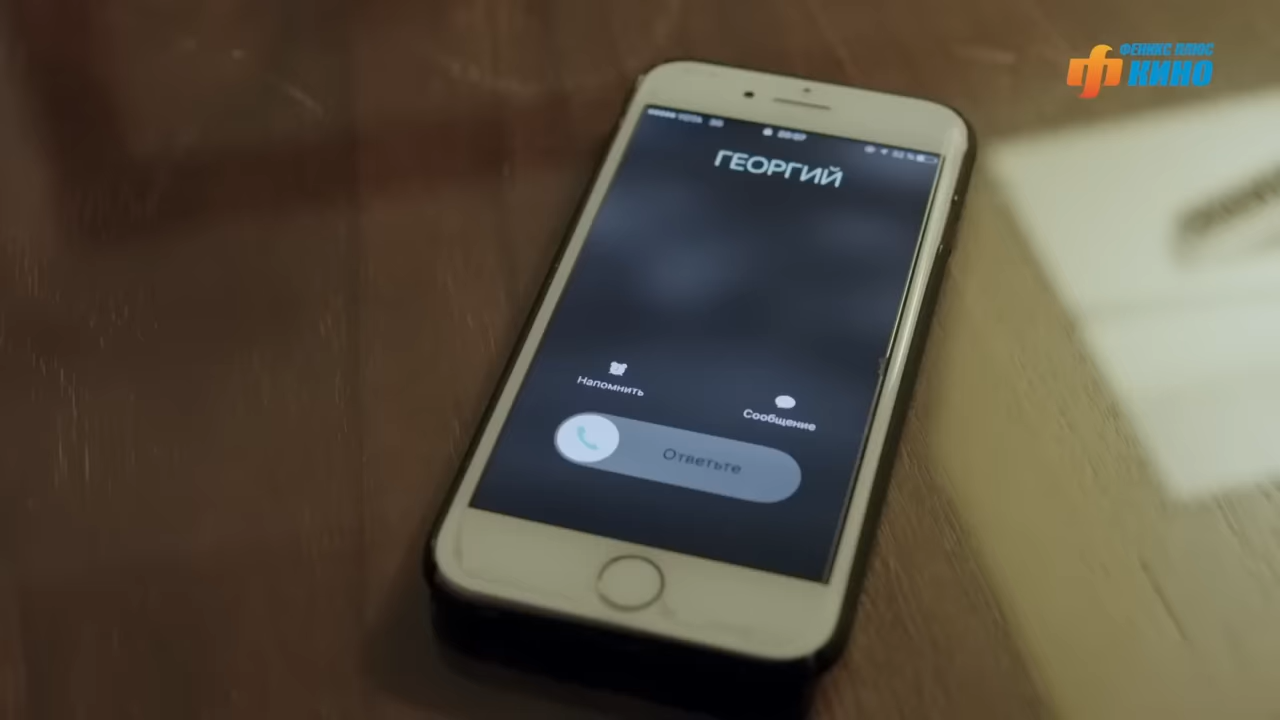 ФЕНИКС ПЛЮС
КИНО
ГЕОРГИЙ
Напомнить
Сообщение
Ответьте